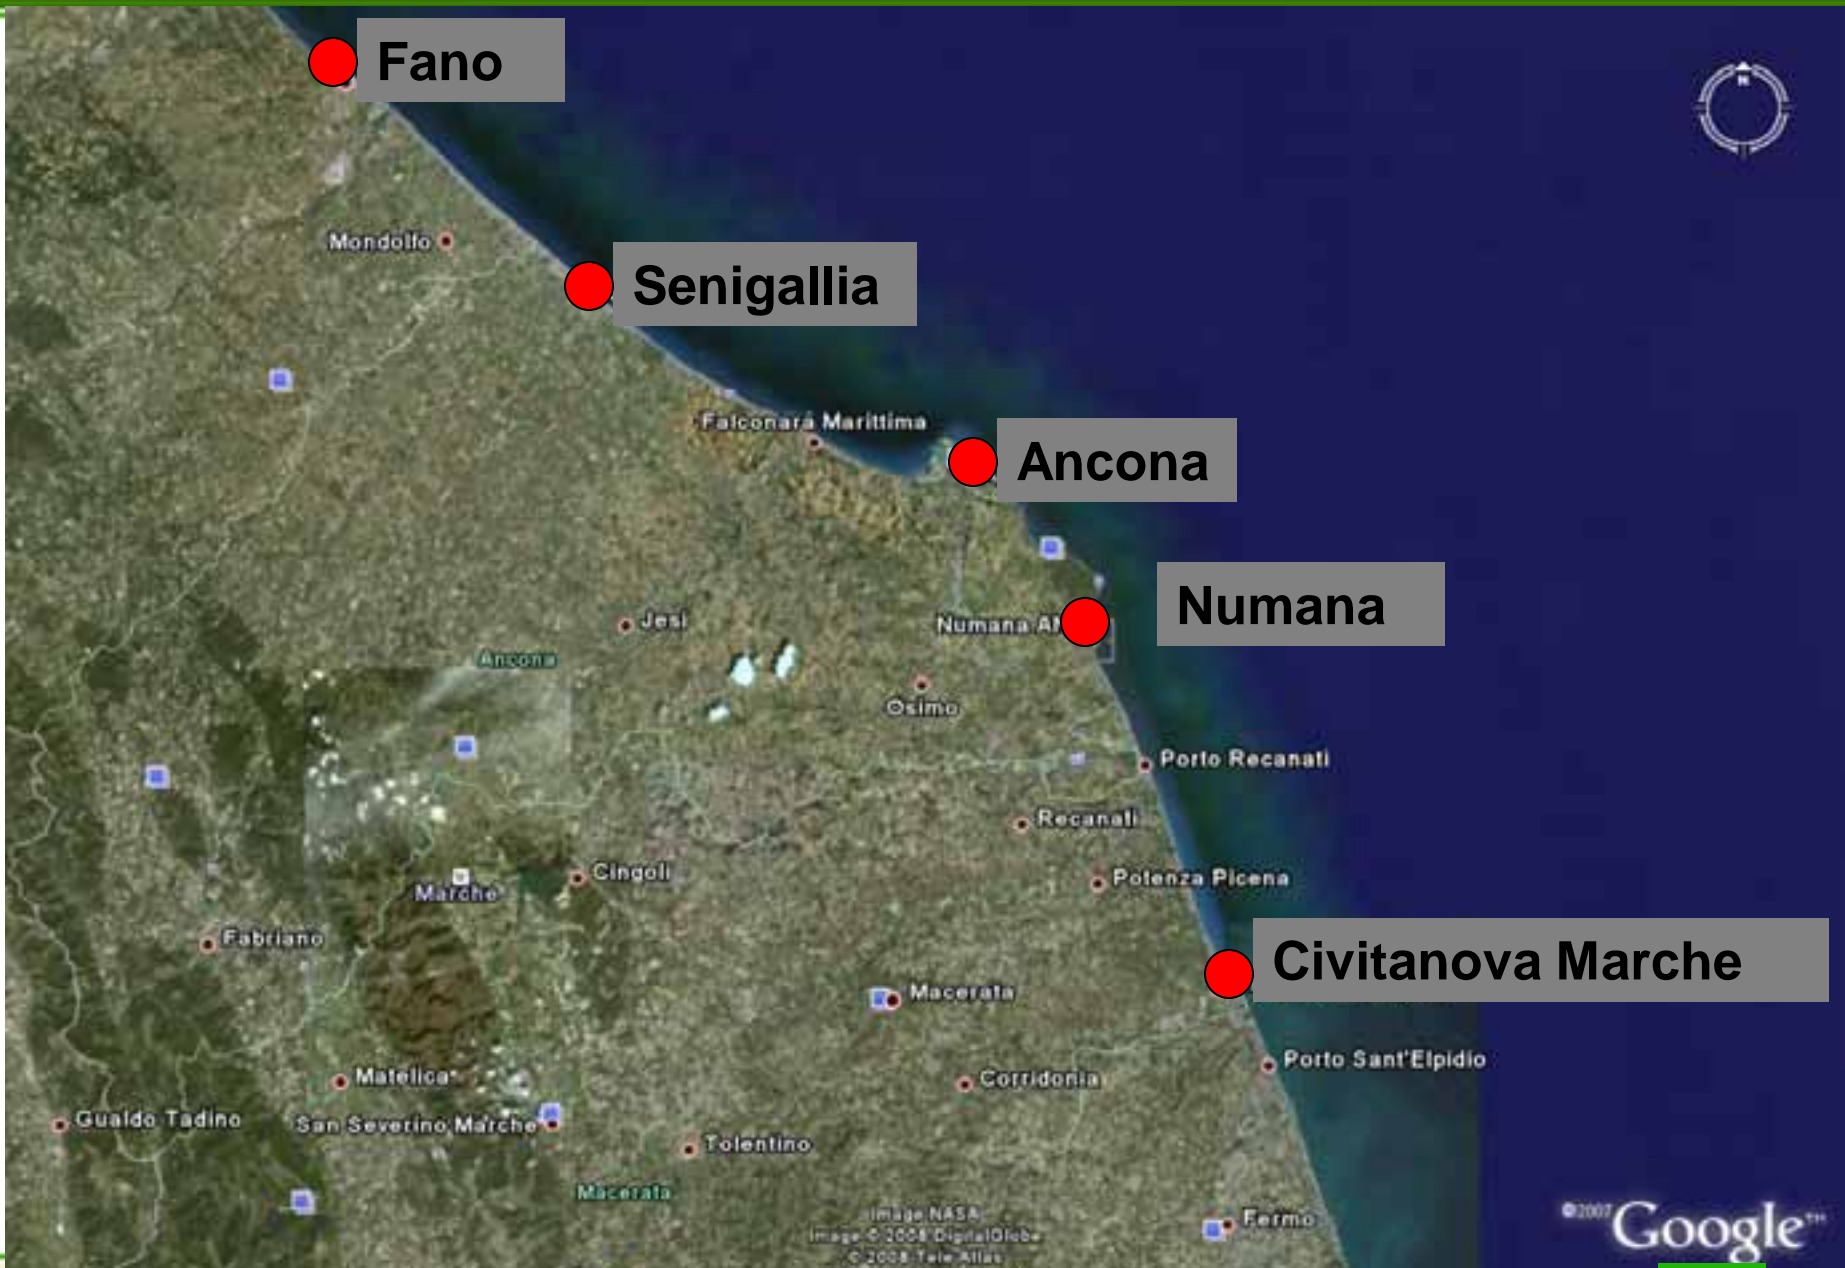 Fano
N
Mondolfo
Senigallia
Falconara Marittima
Ancona
Numana
Numana AN
Jesi
Ancona
Osimo
Porto Recanati
Recanati
Cingoli
Potenza Picena
Marche
Fabriano
Civitanova Marche
Macerata
Porto Sant'Elpidio
Matelica
Corridonia
Gualdo Tadino
San Severino Marche
Tolentino
Macerata
Fermo
Image NASA
Image © 2008 DigitalGlobe
© 2008 Tele Atlas
©2007 Google™